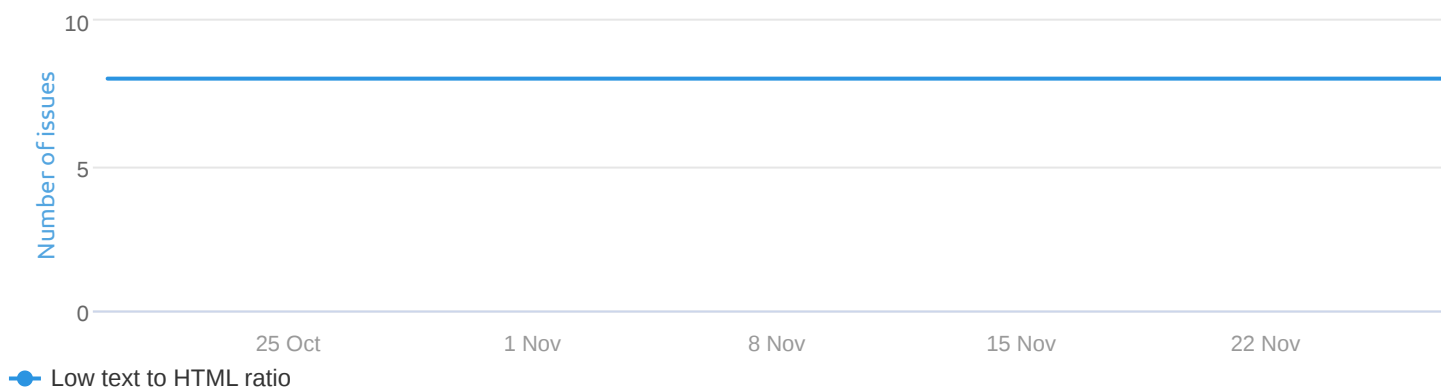 10
Number of issues
5
0
25 Oct
1 Nov
8 Nov
15 Nov
22 Nov
Low text to HTML ratio